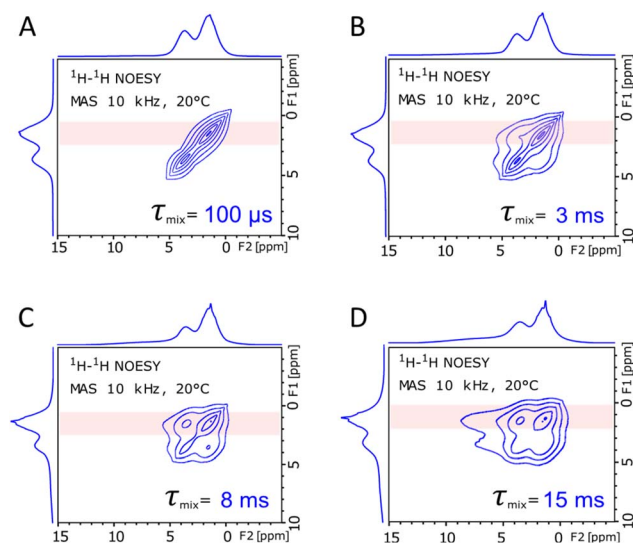 A
¹H-¹H NOESY
MAS 10 kHz, 20°C
τmix= 100 µs
0
5
10
F1 [ppm]
15
10
5
0
F2 [ppm]
B
¹H-¹H NOESY
MAS 10 kHz, 20°C
τmix= 3 ms
0
5
10
F1 [ppm]
15
10
5
0
F2 [ppm]
C
¹H-¹H NOESY
MAS 10 kHz, 20°C
τmix= 8 ms
0
5
10
F1 [ppm]
15
10
5
0
F2 [ppm]
D
¹H-¹H NOESY
MAS 10 kHz, 20°C
τmix= 15 ms
0
5
10
F1 [ppm]
15
10
5
0
F2 [ppm]